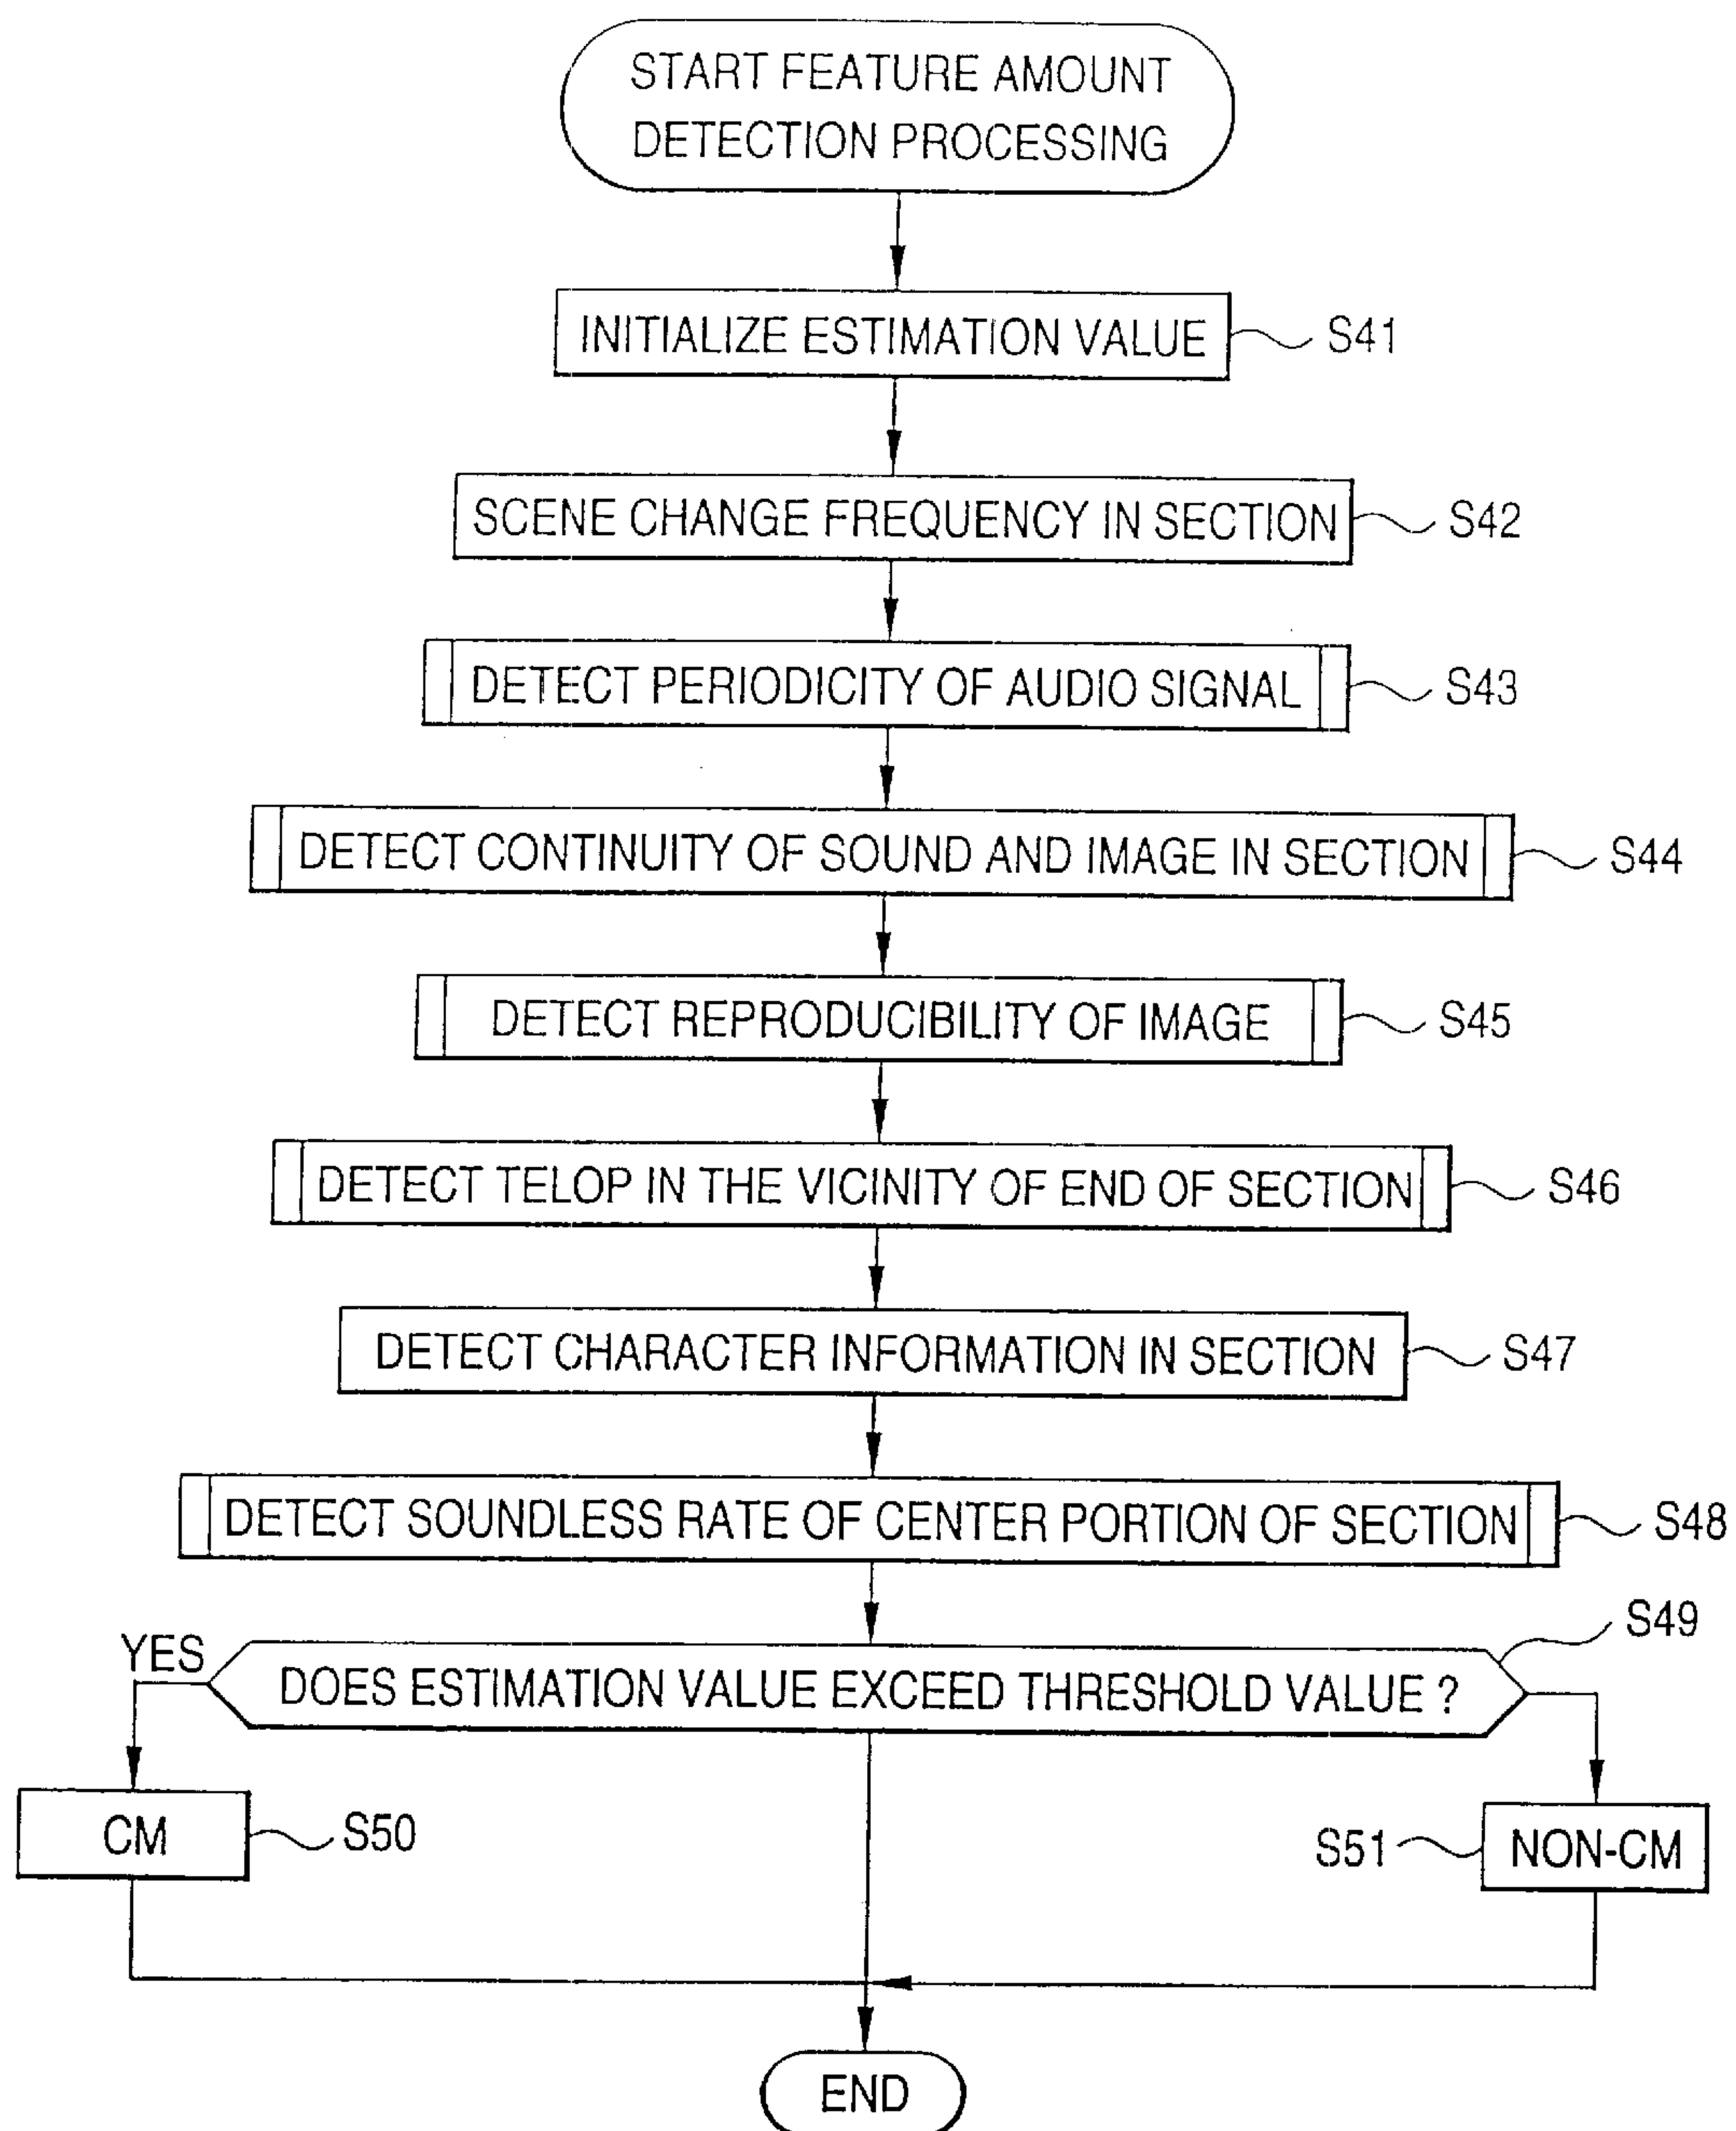 START FEATURE AMOUNT
DETECTION PROCESSING
INITIALIZE ESTIMATION VALUE
S41
SCENE CHANGE FREQUENCY IN SECTION
S42
DETECT PERIODICITY OF AUDIO SIGNAL
S43
DETECT CONTINUITY OF SOUND AND IMAGE IN SECTION
S44
DETECT REPRODUCIBILITY OF IMAGE
S45
DETECT TELOP IN THE VICINITY OF END OF SECTION
S46
DETECT CHARACTER INFORMATION IN SECTION
S47
DETECT SOUNDLESS RATE OF CENTER PORTION OF SECTION
S48
S49
YES
DOES ESTIMATION VALUE EXCEED THRESHOLD VALUE ?
CM
S50
S51
NON-CM
END